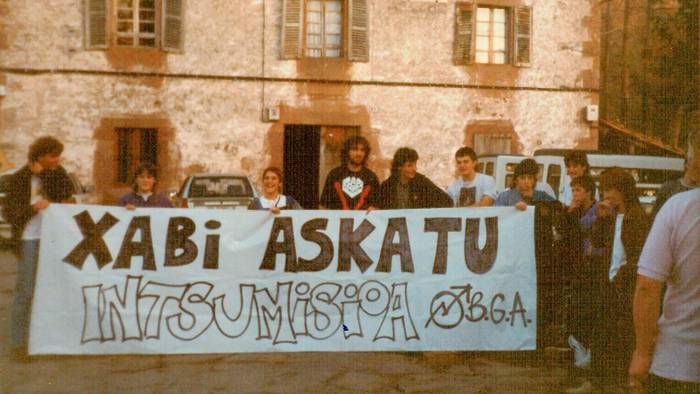 XABi ASKATU
INTSUMiSiOA B.G.A.